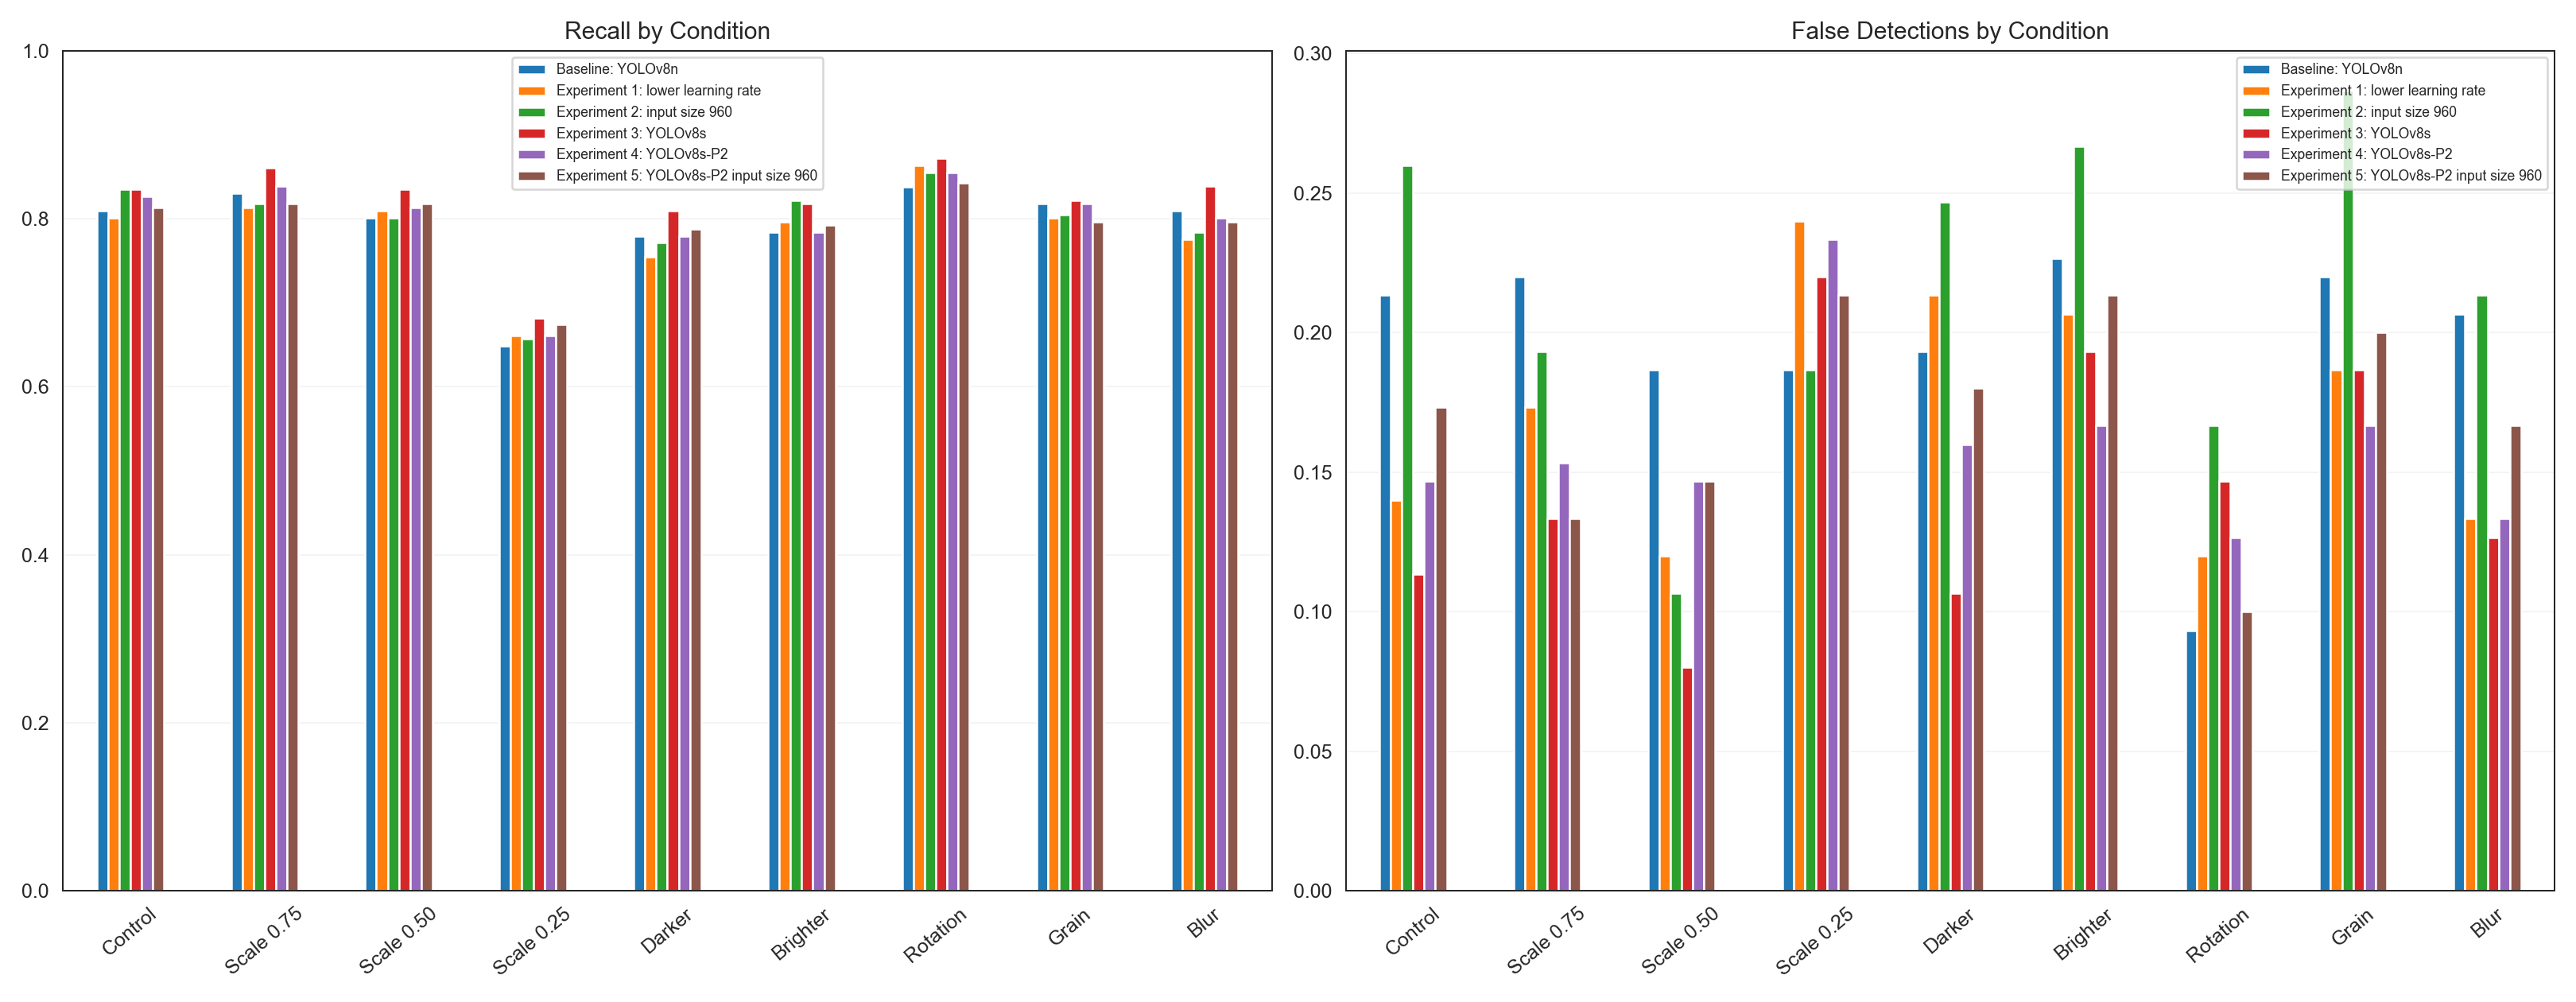 Recall by Condition
1.0
0.8
0.6
0.4
0.2
0.0
Baseline: YOLOv8n
Experiment 1: lower learning rate
Experiment 2: input size 960
Experiment 3: YOLOv8s
Experiment 4: YOLOv8s-P2
Experiment 5: YOLOv8s-P2 input size 960
Control
Scale 0.75
Scale 0.50
Scale 0.25
Darker
Brighter
Rotation
Grain
Blur
False Detections by Condition
0.30
0.25
0.20
0.15
0.10
0.05
0.00
Baseline: YOLOv8n
Experiment 1: lower learning rate
Experiment 2: input size 960
Experiment 3: YOLOv8s
Experiment 4: YOLOv8s-P2
Experiment 5: YOLOv8s-P2 input size 960
Control
Scale 0.75
Scale 0.50
Scale 0.25
Darker
Brighter
Rotation
Grain
Blur